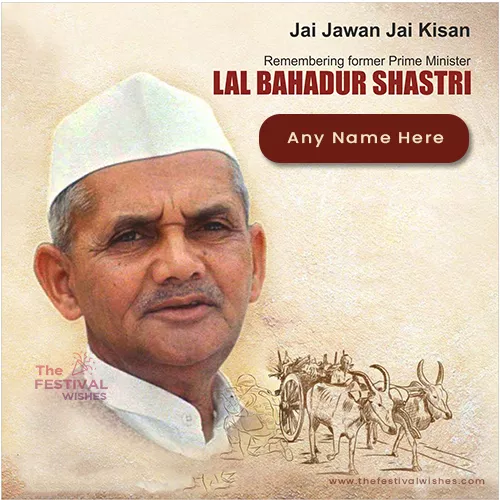 Jai Jawan Jai Kisan
Remembering former Prime Minister
LAL BAHADUR SHASTRI
Any Name Here
The
FESTIVAL
WISHES
www.thefestivalwishes.com